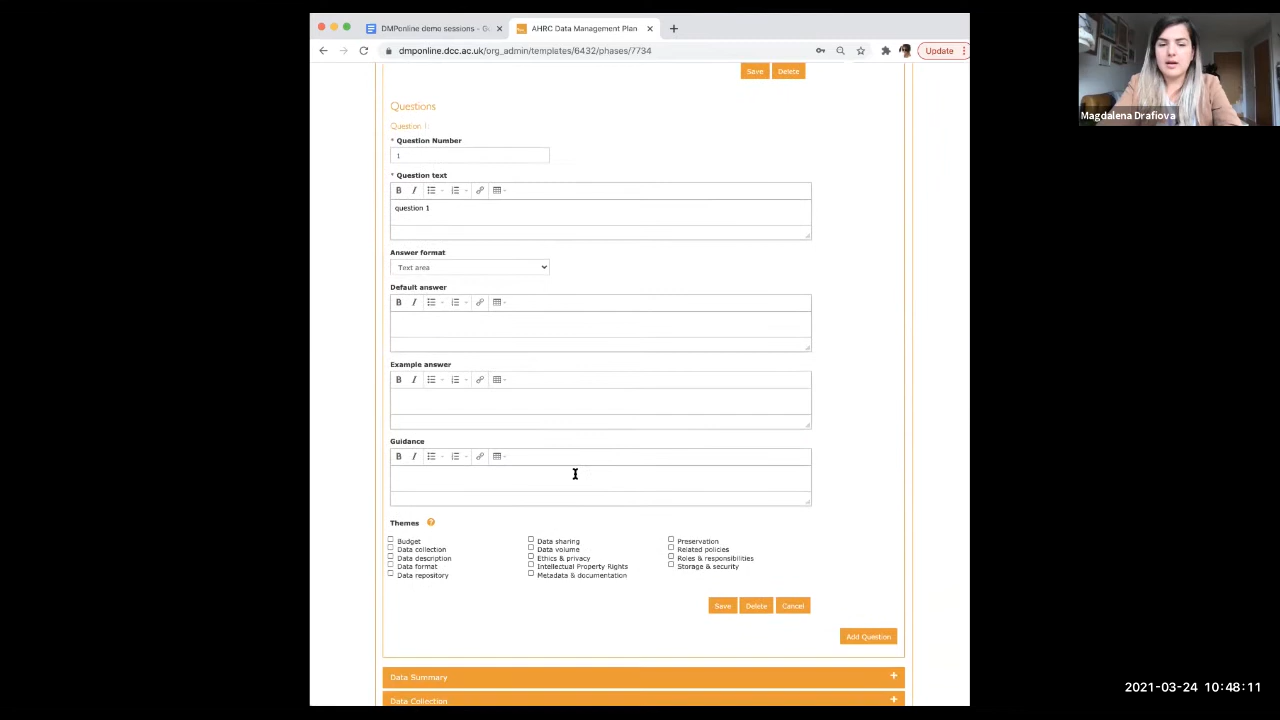 DMPonline demo sessions - G
AHRC Data Management Plan
dmponline.dcc.ac.uk/org_admin/templates/6432/phases/7734
Update
Magdalena Drafiova
Save Delete
Questions
Question 1.
* Question Number
1
* Question text
B I
question 1
Answer format
Text area
Default answer
B I
Example answer
B I
Guidance
B I
Themes ?
Budget Data sharing Preservation
Data collection Data volume Related policies
Data description Ethics & privacy Roles & responsibilities
Data format Intellectual Property Rights Storage & security
Data repository Metadata & documentation
Save Delete Cancel
Add Question
Data Summary +
Data Collection +
2021-03-24 10:48:11